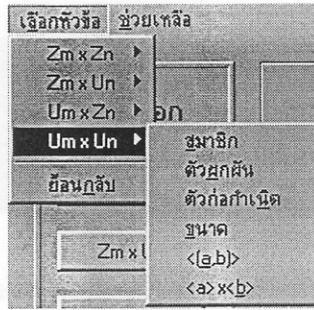 เลือกหัวข้อ ช่วยเหลือ
Zm x Zn
Zm x Un
Um x Zn
Um x Un
ย้อนกลับ
สมาชิก
ตัวผกผัน
ตัวก่อกำเนิด
ขนาด
<(a,b)>
<a> x <b>
Zm x U